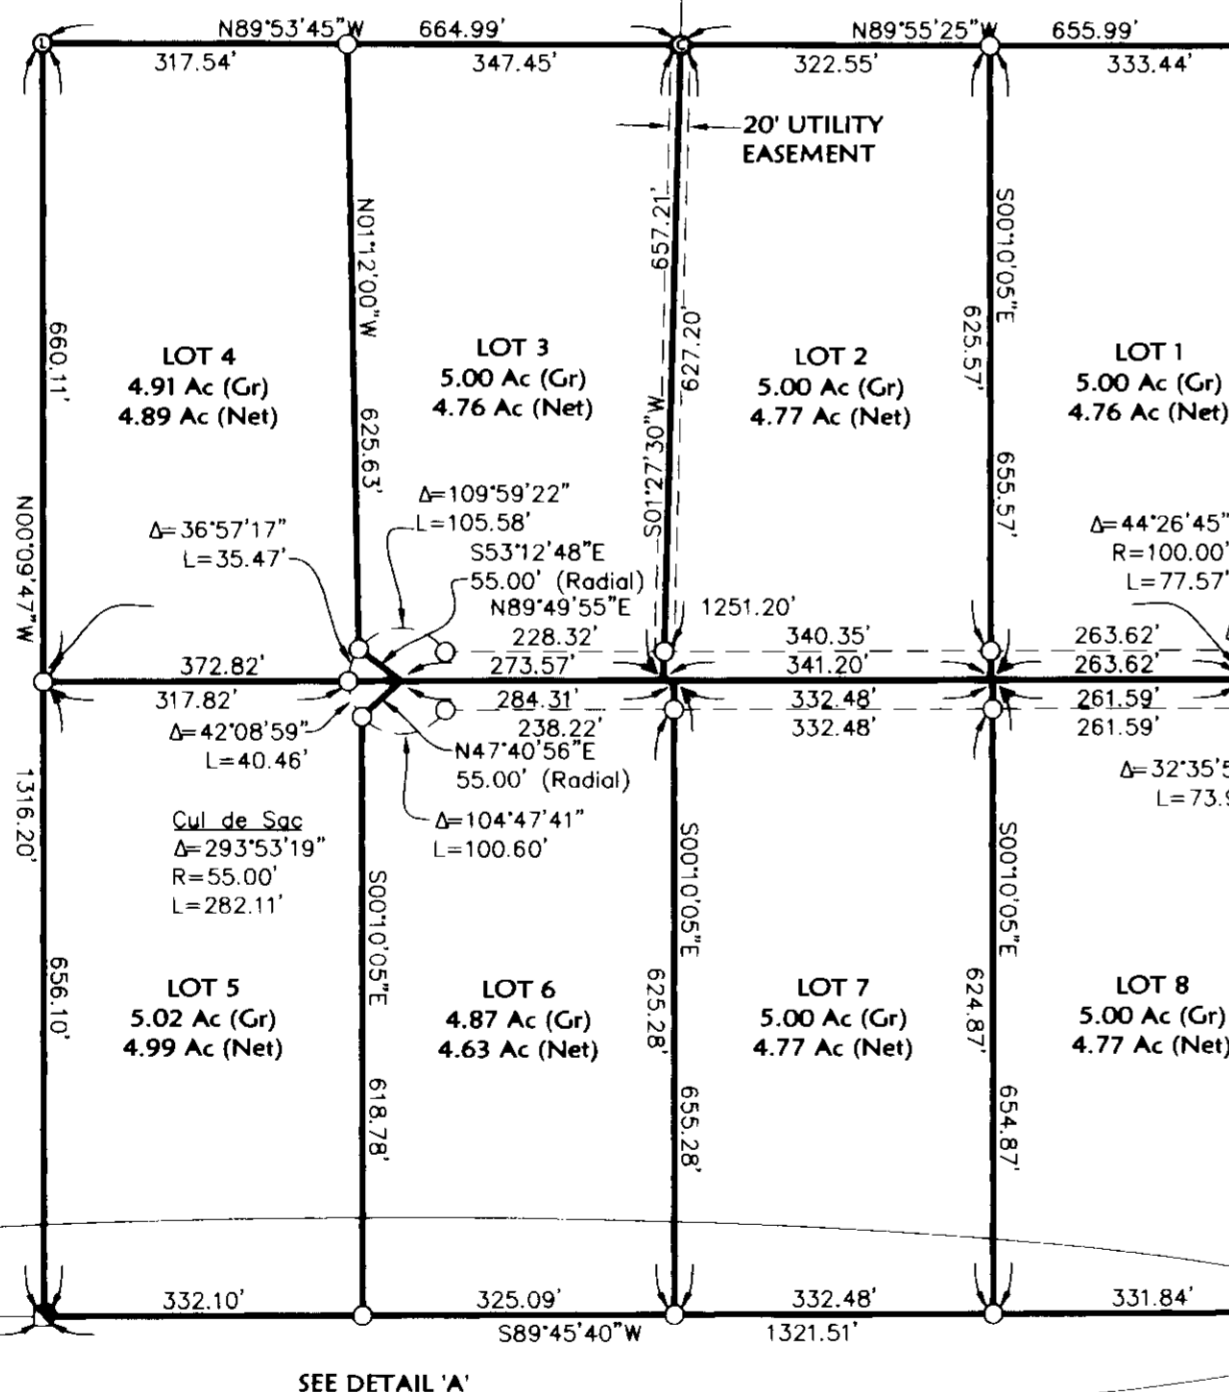 N89°53'45"W 664.99'
N89°55'25"W 655.99'
317.54'
347.45'
322.55'
333.44'
20' UTILITY
EASEMENT
N01°12'00"W
625.63'
657.21'
627.20'
S01°27'30"W
S00°10'05"E
625.57'
655.57'
660.11'
N00°09'47"W
LOT 4
4.91 Ac (Gr)
4.89 Ac (Net)
LOT 3
5.00 Ac (Gr)
4.76 Ac (Net)
LOT 2
5.00 Ac (Gr)
4.77 Ac (Net)
LOT 1
5.00 Ac (Gr)
4.76 Ac (Net)
Δ=36°57'17"
L=35.47'
Δ=109°59'22"
L=105.58'
S53°12'48"E
55.00' (Radial)
N89°49'55"E
1251.20'
Δ=44°26'45"
R=100.00'
L=77.57'
228.32'
340.35'
263.62'
372.82'
273.57'
341.20'
263.62'
317.82'
284.31'
332.48'
261.59'
238.22'
332.48'
261.59'
Δ=42°08'59"
L=40.46'
N47°40'56"E
55.00' (Radial)
Δ=104°47'41"
L=100.60'
Δ=32°35'5
L=73.9
Cul de Sac
Δ=293°53'19"
R=55.00'
L=282.11'
1316.20'
656.10'
S00°10'05"E
618.78'
S00°10'05"E
625.28'
655.28'
S00°10'05"E
624.87'
654.87'
LOT 5
5.02 Ac (Gr)
4.99 Ac (Net)
LOT 6
4.87 Ac (Gr)
4.63 Ac (Net)
LOT 7
5.00 Ac (Gr)
4.77 Ac (Net)
LOT 8
5.00 Ac (Gr)
4.77 Ac (Net)
332.10'
325.09'
332.48'
331.84'
S89°45'40"W
1321.51'
SEE DETAIL 'A'